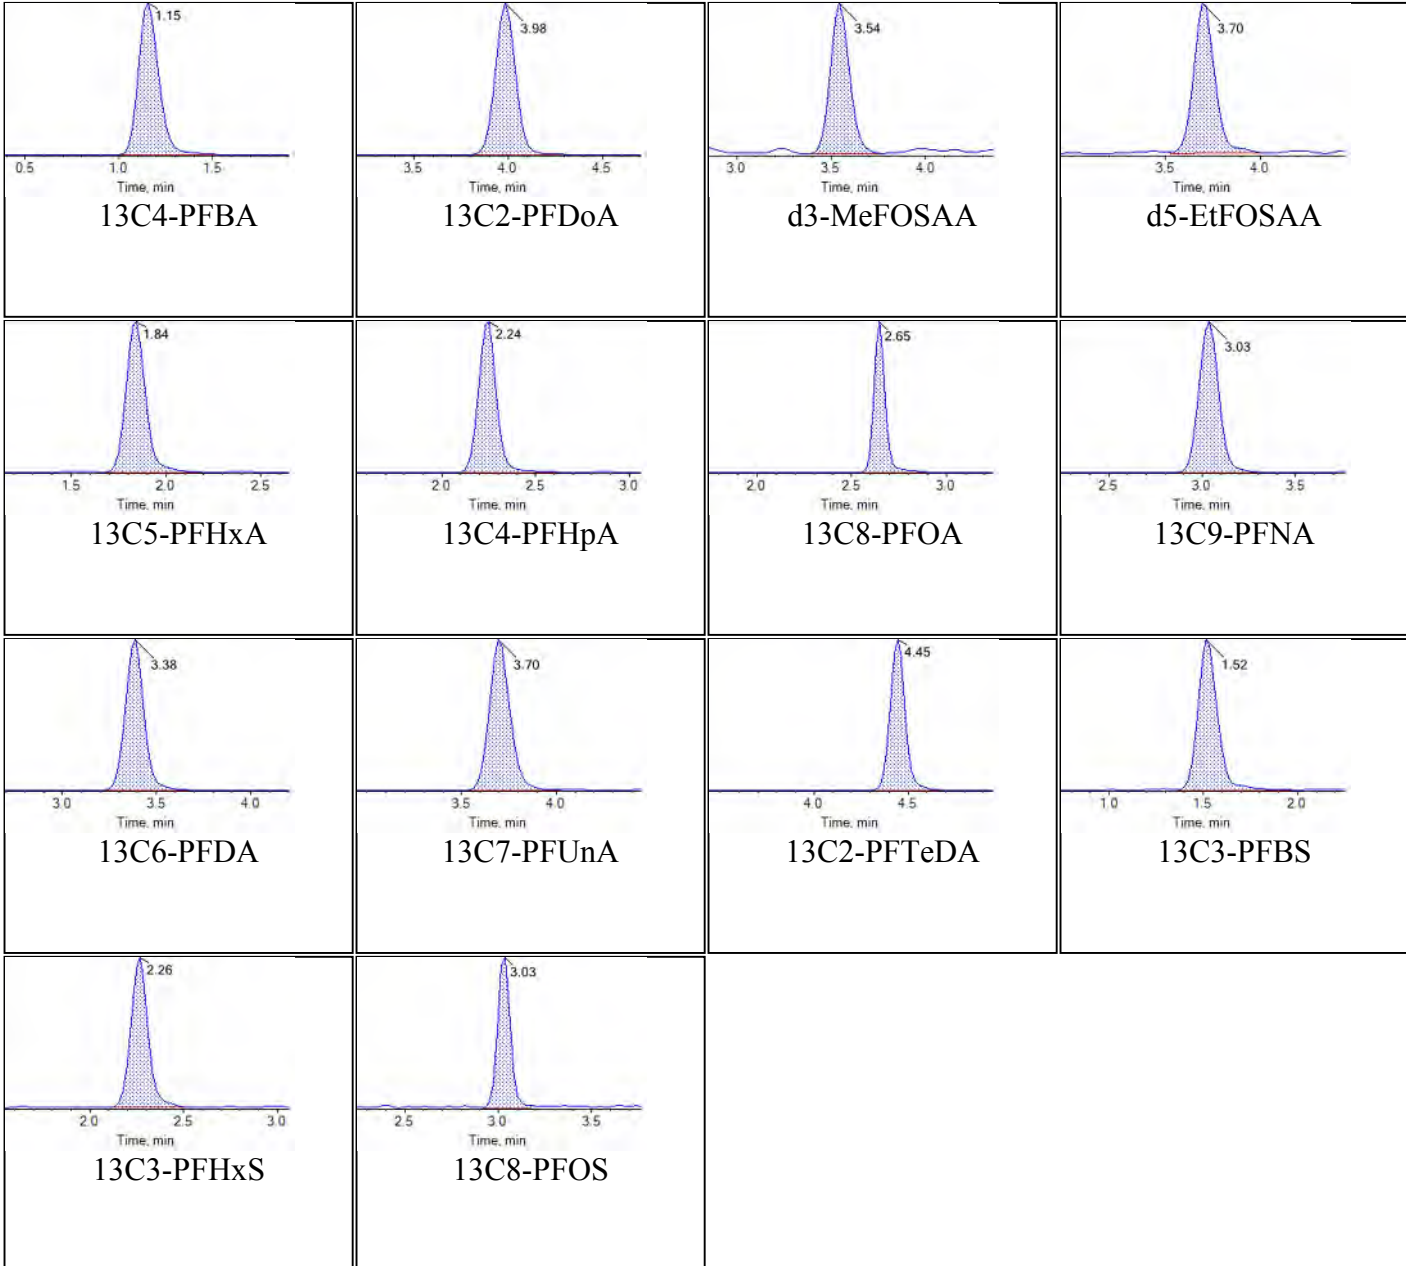 1.15
0.5 1.0 1.5
Time, min
13C4-PFBA
3.98
3.5 4.0 4.5
Time, min
13C2-PFDoA
3.54
3.0 3.5 4.0
Time, min
d3-MeFOSAA
3.70
3.5 4.0
Time, min
d5-EtFOSAA
1.84
1.5 2.0 2.5
Time, min
13C5-PFHxA
2.24
2.0 2.5 3.0
Time, min
13C4-PFHpA
2.65
2.0 2.5 3.0
Time, min
13C8-PFOA
3.03
2.5 3.0 3.5
Time, min
13C9-PFNA
3.38
3.0 3.5 4.0
Time, min
13C6-PFDA
3.70
3.5 4.0
Time, min
13C7-PFUnA
4.45
4.0 4.5
Time, min
13C2-PFTeDA
1.52
1.0 1.5 2.0
Time, min
13C3-PFBS
2.26
2.0 2.5 3.0
Time, min
13C3-PFHxS
3.03
2.5 3.0 3.5
Time, min
13C8-PFOS